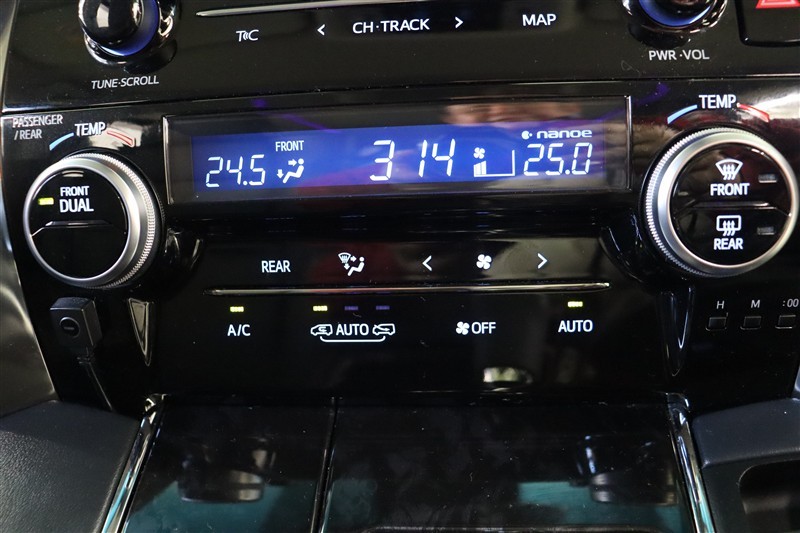 CH·TRACK
MAP
TUNE·SCROLL
PWR·VOL
PASSENGER
/REAR
TEMP
TEMP
FRONT
nanoe
24.5
3 14
25.0
FRONT
DUAL
FRONT
REAR
REAR
H M :00
A/C
AUTO
OFF
AUTO